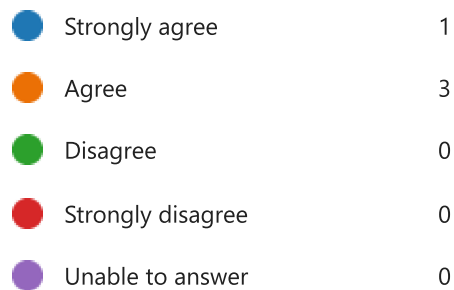 Strongly agree 1
Agree 3
Disagree 0
Strongly disagree 0
Unable to answer 0